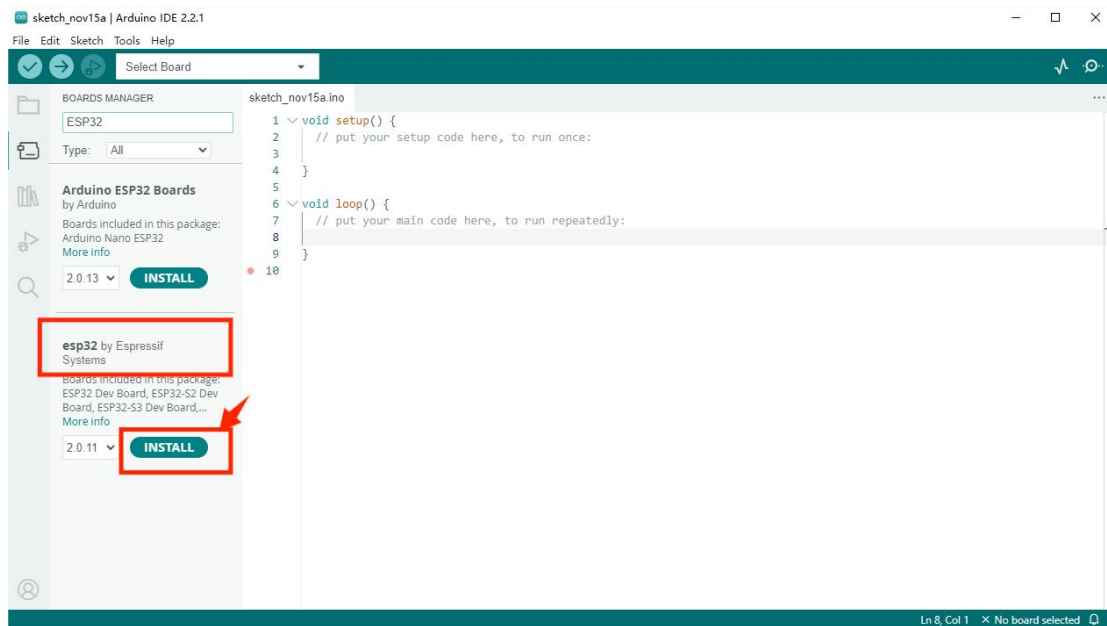 sketch_nov15a | Arduino IDE 2.2.1
File Edit Sketch Tools Help
Select Board
BOARDS MANAGER
ESP32
Type: All
Arduino ESP32 Boards
by Arduino
Boards included in this package:
Arduino Nano ESP32
More info
2.0.13 INSTALL
esp32 by Espressif
Systems
Boards included in this package:
ESP32 Dev Board, ESP32-S2 Dev
Board, ESP32-S3 Dev Board,...
More info
2.0.11 INSTALL
sketch_nov15a.ino
1 void setup() {
2 // put your setup code here, to run once:
3
4 }
5
6 void loop() {
7 // put your main code here, to run repeatedly:
8
9 }
10
Ln 8, Col 1 × No board selected